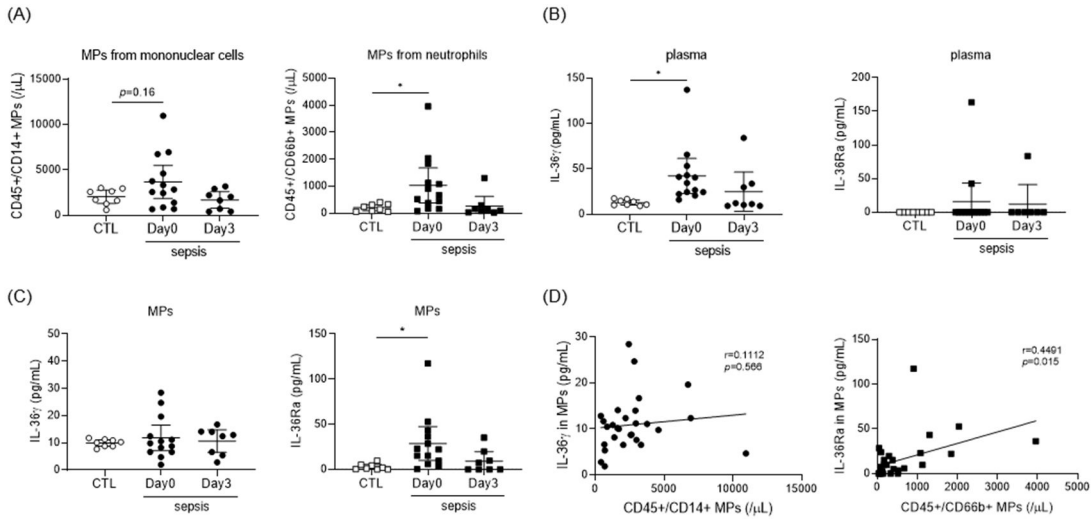 (A)
MPs from mononuclear cells
CD45+/CD14+ MPs (/μL)
15000
10000
5000
0
p=0.16
CTL
Day0
Day3
sepsis
MPs from neutrophils
CD45+/CD66b+ MPs (/μL)
5000
4000
3000
2000
1000
0
*
CTL
Day0
Day3
sepsis
(B)
plasma
IL-36γ(pg/mL)
150
100
50
0
*
CTL
Day0
Day3
sepsis
plasma
IL-36Ra (pg/mL)
200
150
100
50
0
CTL
Day0
Day3
sepsis
(C)
MPs
IL-36γ (pg/mL)
50
40
30
20
10
0
CTL
Day0
Day3
sepsis
MPs
IL-36Ra (pg/mL)
150
100
50
0
*
CTL
Day0
Day3
sepsis
(D)
IL-36γ in MPs (pg/mL)
30
20
10
0
r=0.1112
p=0.566
0
5000
10000
15000
CD45+/CD14+ MPs (/μL)
IL-36Ra in MPs (pg/mL)
150
100
50
0
r=0.4491
p=0.015
0
1000
2000
3000
4000
5000
CD45+/CD66b+ MPs (/μL)